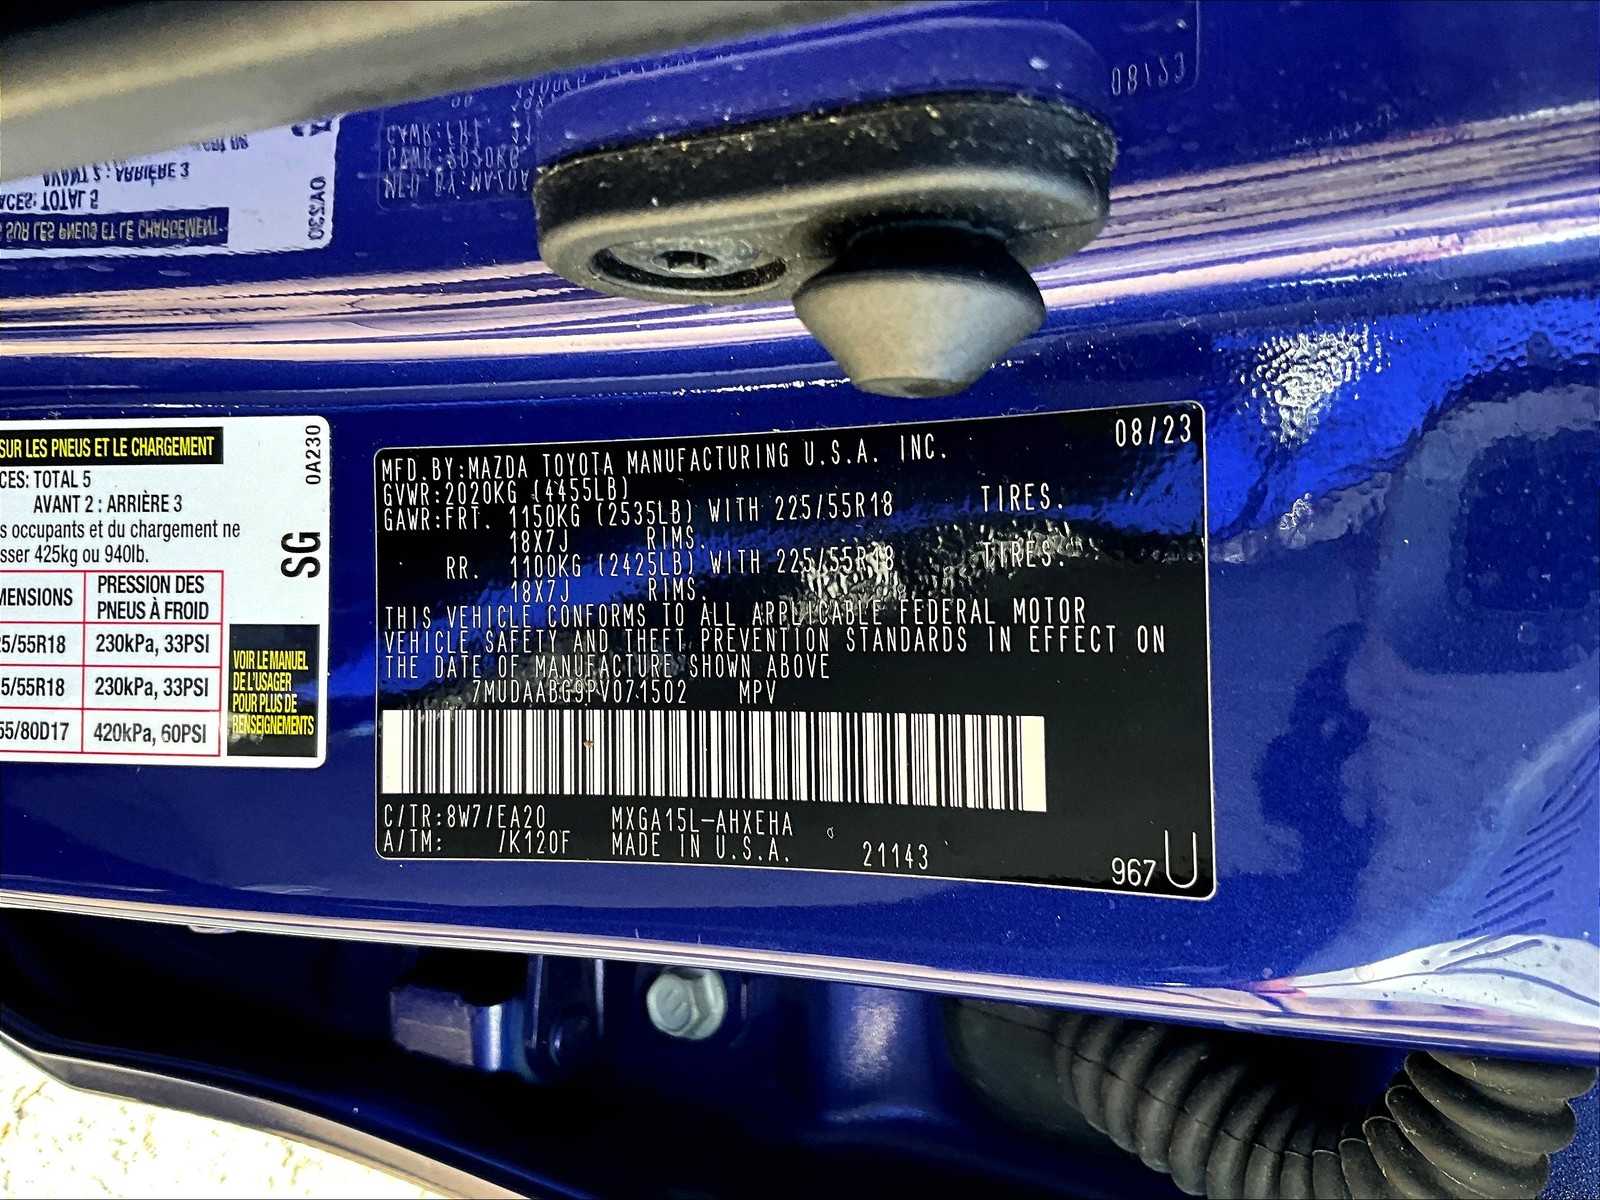 SUR LES PNEUS ET LE CHARGEMENT
CES: TOTAL 5
AVANT 2 : ARRIÈRE 3
s occupants et du chargement ne
sser 425kg ou 940lb.
MENSIONS PRESSION DES PNEUS À FROID
5/55R18 230kPa, 33PSI
5/55R18 230kPa, 33PSI
55/80D17 420kPa, 60PSI
VOIR LE MANUEL
DE L'USAGER
POUR PLUS DE
RENSEIGNEMENTS
0A230
SG
08/23
MFD.BY:MAZDA TOYOTA MANUFACTURING U.S.A. INC.
GVWR:2020KG (4455LB)
GAWR:FRT. 1150KG (2535LB) WITH 225/55R18 TIRES.
18X7J RIMS.
RR. 1100KG (2425LB) WITH 225/55R18 TIRES.
18X7J RIMS.
THIS VEHICLE CONFORMS TO ALL APPLICABLE FEDERAL MOTOR
VEHICLE SAFETY AND THEFT PREVENTION STANDARDS IN EFFECT ON
THE DATE OF MANUFACTURE SHOWN ABOVE
7MUDAABG9PV071502 MPV
C/TR:8W7/EA20 MXGA15L-AHXEHA
A/TM: /K120F MADE IN U.S.A. 21143
967 U